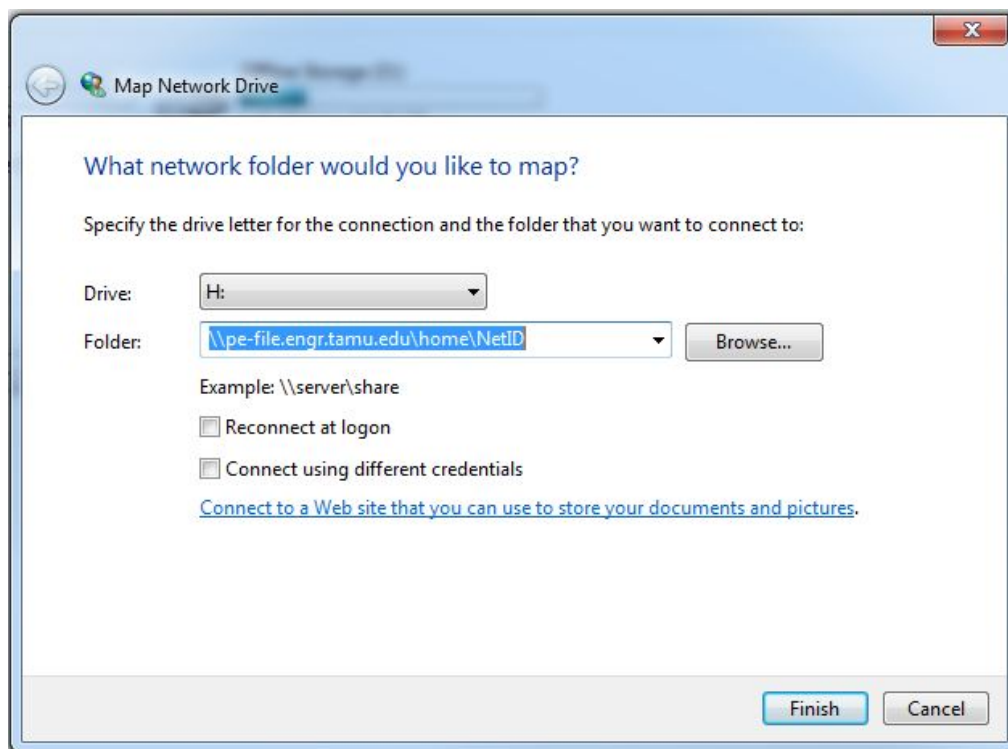 Map Network Drive
What network folder would you like to map?
Specify the drive letter for the connection and the folder that you want to connect to:
Drive: H:
Folder: \\pe-file.engr.tamu.edu\home\NetID Browse...
Example: \\server\share
Reconnect at logon
Connect using different credentials
Connect to a Web site that you can use to store your documents and pictures.
Finish Cancel